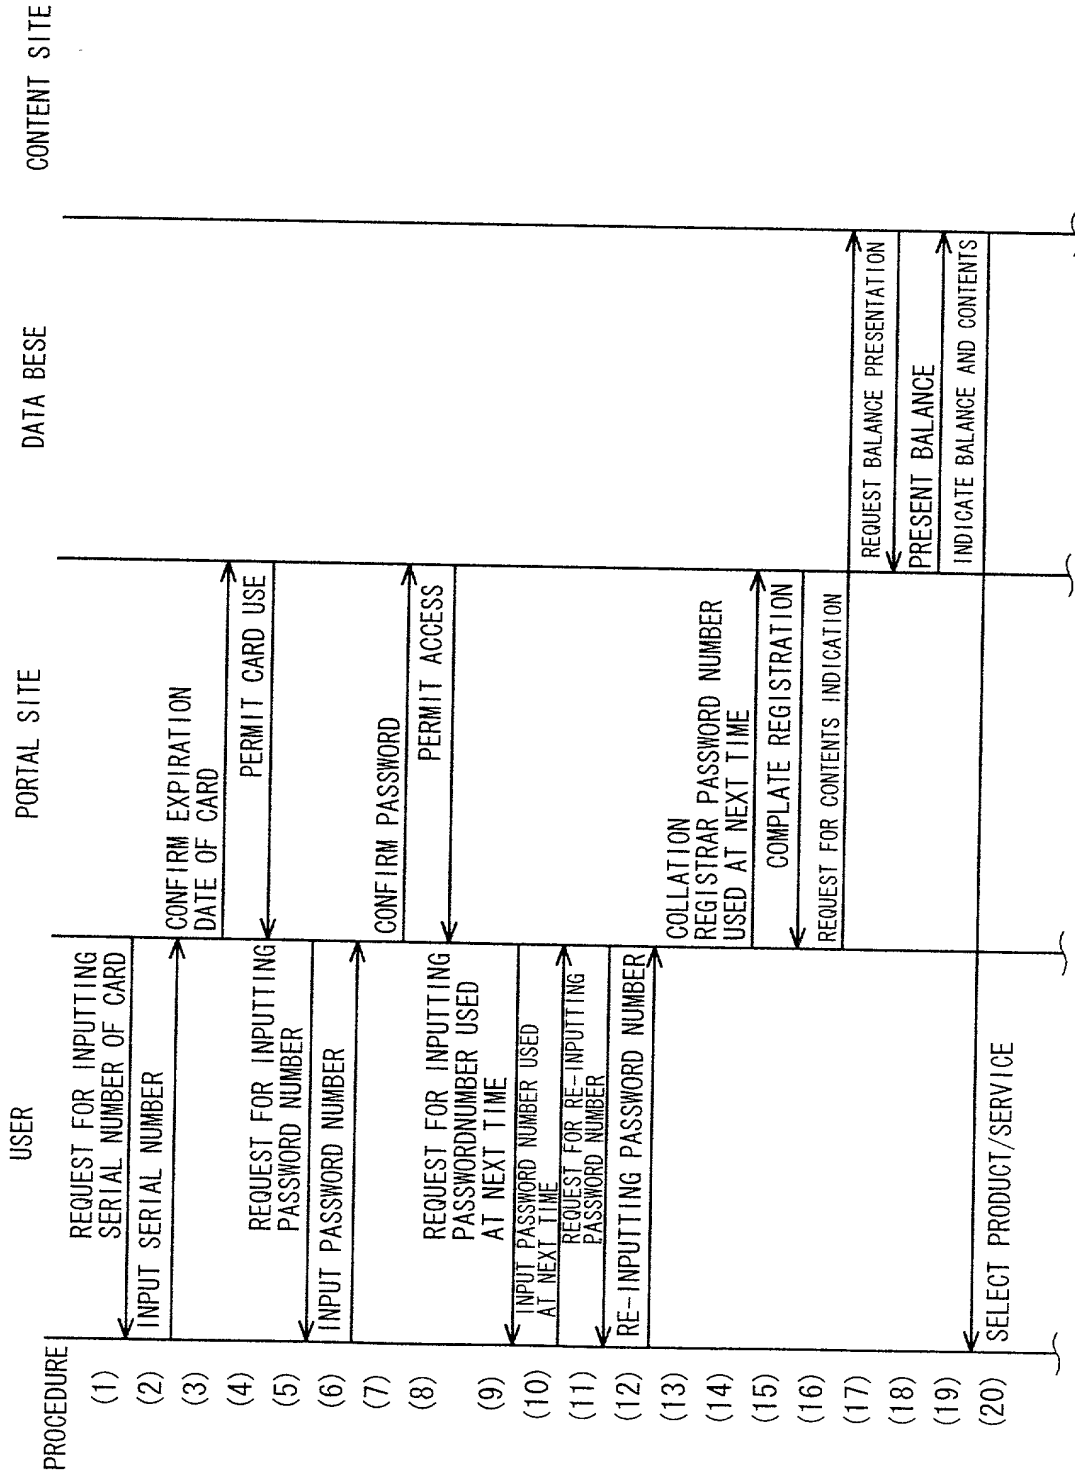 PROCEDURE
USER
PORTAL SITE
DATA BESE
CONTENT SITE
(1)
REQUEST FOR INPUTTING
SERIAL NUMBER OF CARD
(2)
INPUT SERIAL NUMBER
(3)
CONFIRM EXPIRATION
DATE OF CARD
(4)
PERMIT CARD USE
(5)
REQUEST FOR INPUTTING
PASSWORD NUMBER
(6)
INPUT PASSWORD NUMBER
(7)
CONFIRM PASSWORD
(8)
PERMIT ACCESS
(9)
REQUEST FOR INPUTTING
PASSWORDNUMBER USED
AT NEXT TIME
(10)
INPUT PASSWORD NUMBER USED
AT NEXT TIME
(11)
REQUEST FOR RE-INPUTTING
PASSWORD NUMBER
(12)
RE-INPUTTING PASSWORD NUMBER
(13)
COLLATION
(14)
REGISTRAR PASSWORD NUMBER
USED AT NEXT TIME
(15)
COMPLATE REGISTRATION
(16)
REQUEST FOR CONTENTS INDICATION
(17)
REQUEST BALANCE PRESENTATION
(18)
PRESENT BALANCE
(19)
INDICATE BALANCE AND CONTENTS
(20)
SELECT PRODUCT/SERVICE